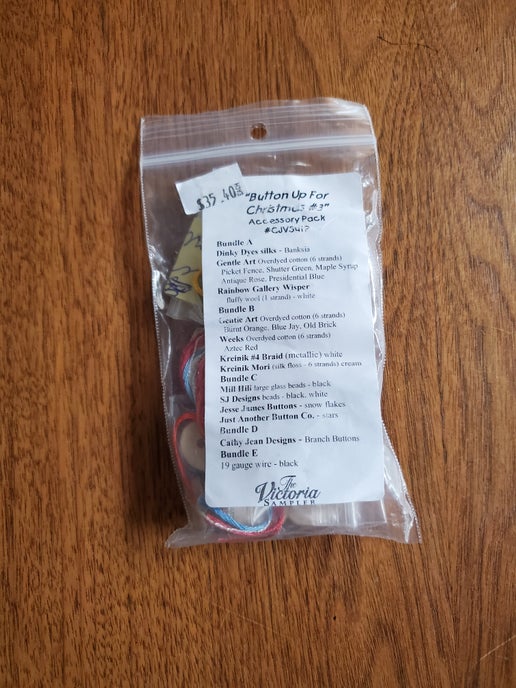 $35.40
"Button Up For
Christmas #3"
Accessory Pack
Bundle A
Dinky Dyes silks - Banksia
Gentle Art Overdyed cotton (6 strands)
Picket Fence, Shutter Green, Maple Syrup
Antique Rose, Presidential Blue
Rainbow Gallery Wisper
fluffy wool (1 strand) - white
Bundle B
Gentle Art Overdyed cotton (6 strands)
Burnt Orange, Blue Jay, Old Brick
Weeks Overdyed cotton (6 strands)
Aztec Red
Kreinik #4 Braid (metallic) white
Kreinik Mori (silk floss - 6 strands) cream
Bundle C
Mill Hill large glass beads - black
SJ Designs beads - black, white
Jesse James Buttons - snow flakes
Just Another Button Co. - stars
Bundle D
Cathy Jean Designs - Branch Buttons
Bundle E
19 gauge wire - black
The
Victoria
SAMPLER